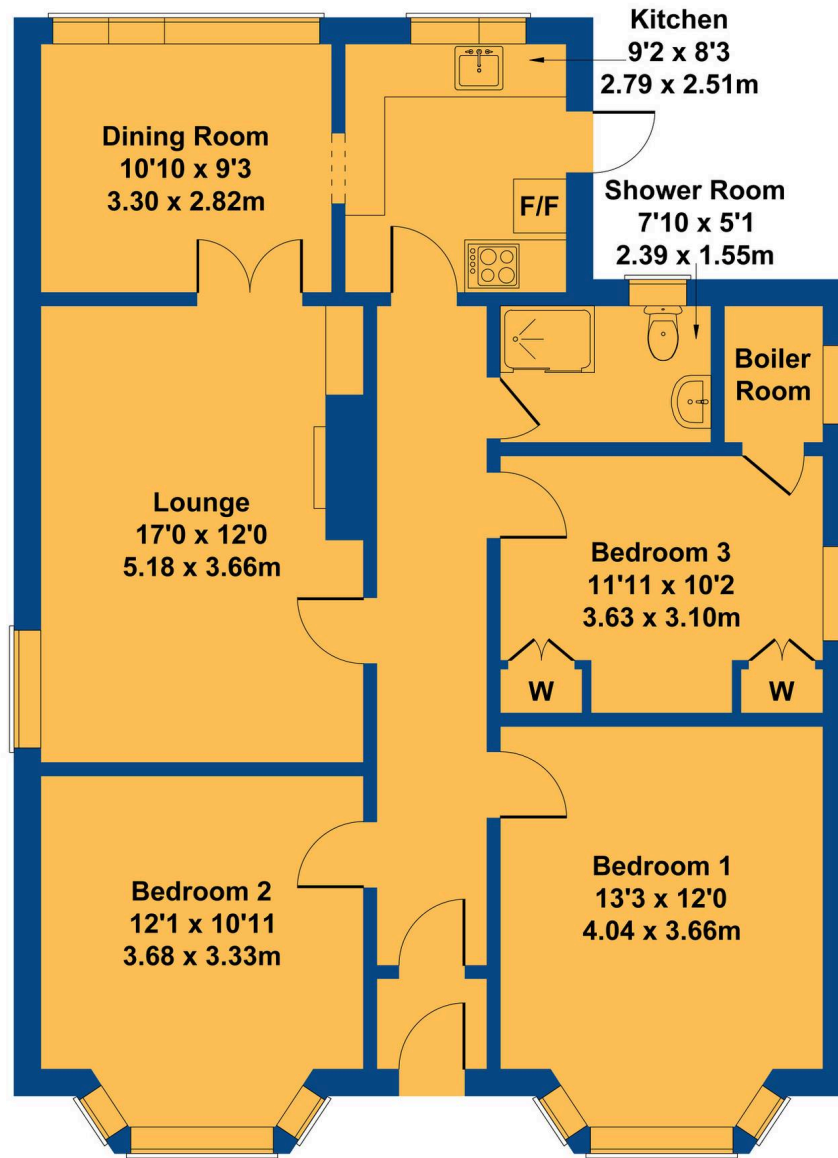 Kitchen
9'2 x 8'3
2.79 x 2.51m
Dining Room
10'10 x 9'3
3.30 x 2.82m
F/F
Shower Room
7'10 x 5'1
2.39 x 1.55m
Boiler
Room
Lounge
17'0 x 12'0
5.18 x 3.66m
Bedroom 3
11'11 x 10'2
3.63 x 3.10m
W
W
Bedroom 2
12'1 x 10'11
3.68 x 3.33m
Bedroom 1
13'3 x 12'0
4.04 x 3.66m